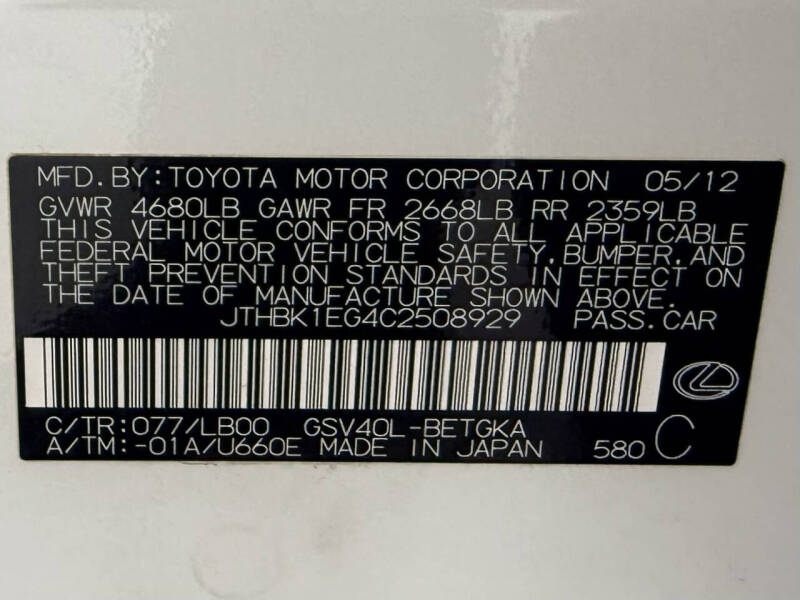 MFD.BY:TOYOTA MOTOR CORPORATION 05/12
GVWR 4680LB GAWR FR 2668LB RR 2359LB
THIS VEHICLE CONFORMS TO ALL APPLICABLE
FEDERAL MOTOR VEHICLE SAFETY,BUMPER,AND
THEFT PREVENTION STANDARDS IN EFFECT ON
THE DATE OF MANUFACTURE SHOWN ABOVE.
JTHBK1EG4C2508929 PASS.CAR
C/TR:077/LB00 GSV40L-BETGKA
A/TM:-01A/U660E MADE IN JAPAN 580 C